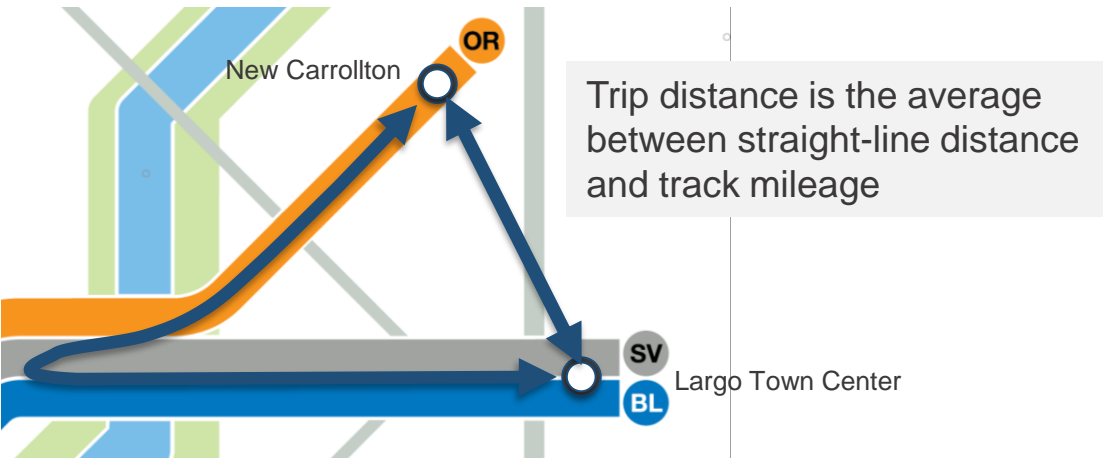 OR
New Carrollton
Trip distance is the average
between straight-line distance
and track mileage
SV
Largo Town Center
BL